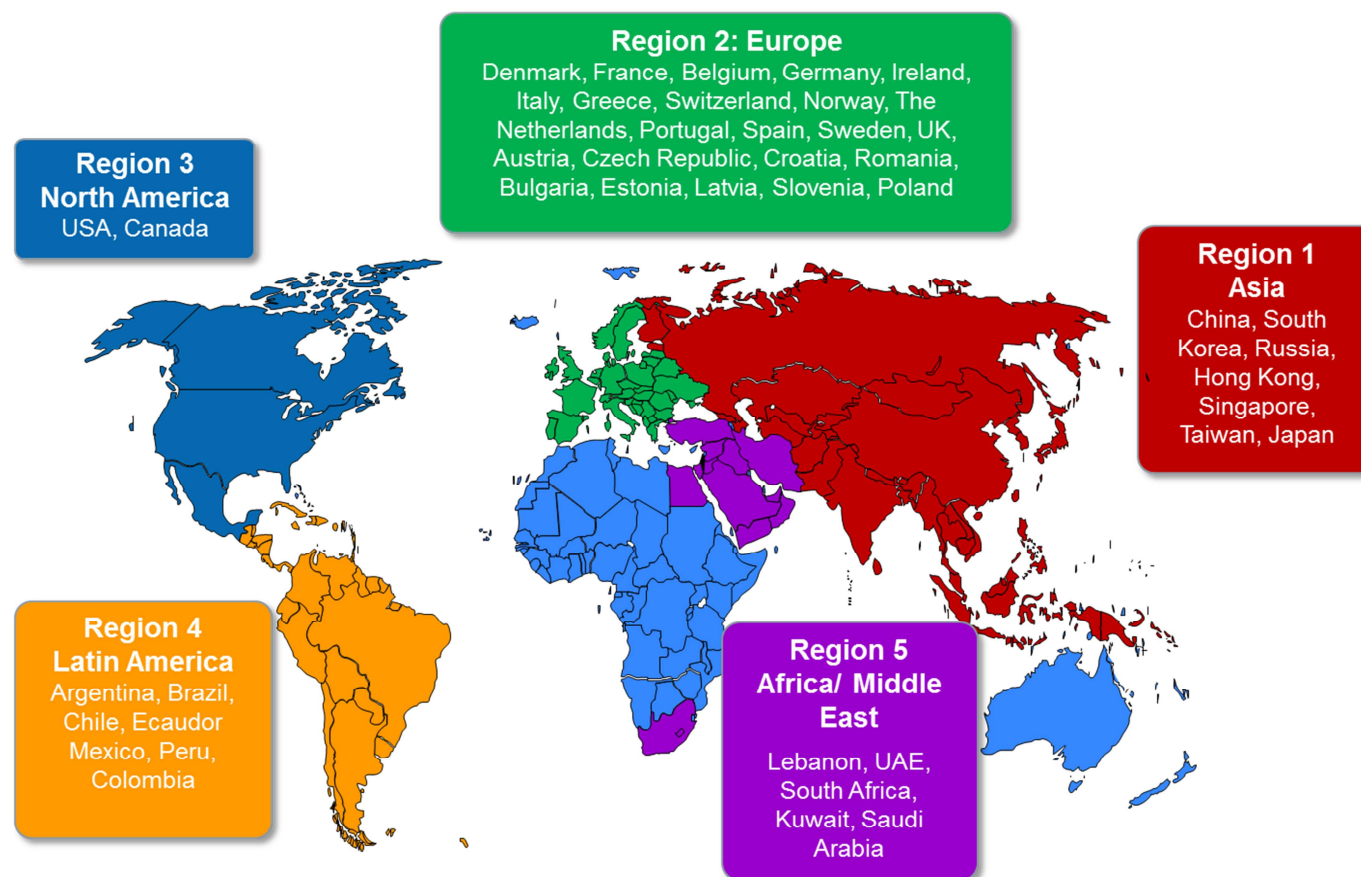 Region 2: Europe
Denmark, France, Belgium, Germany, Ireland,
Italy, Greece, Switzerland, Norway, The
Netherlands, Portugal, Spain, Sweden, UK,
Austria, Czech Republic, Croatia, Romania,
Bulgaria, Estonia, Latvia, Slovenia, Poland
Region 3
North America
USA, Canada
Region 1
Asia
China, South
Korea, Russia,
Hong Kong,
Singapore,
Taiwan, Japan
Region 4
Latin America
Argentina, Brazil,
Chile, Ecaudor
Mexico, Peru,
Colombia
Region 5
Africa/ Middle
East
Lebanon, UAE,
South Africa,
Kuwait, Saudi
Arabia